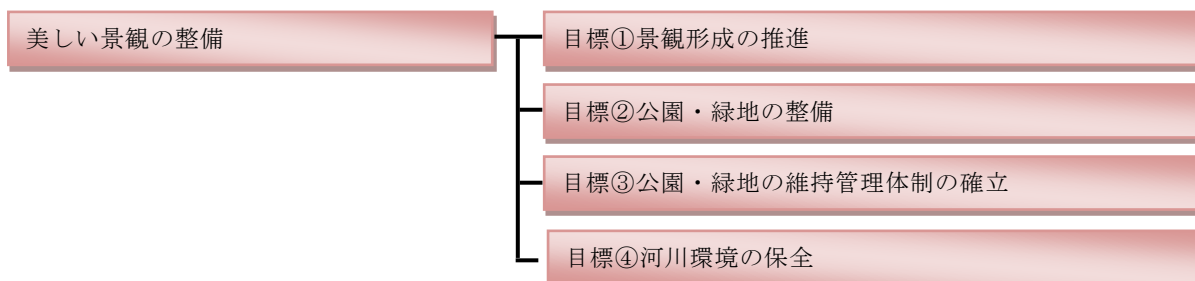 美しい景観の整備
目標①景観形成の推進
目標②公園・緑地の整備
目標③公園・緑地の維持管理体制の確立
目標④河川環境の保全